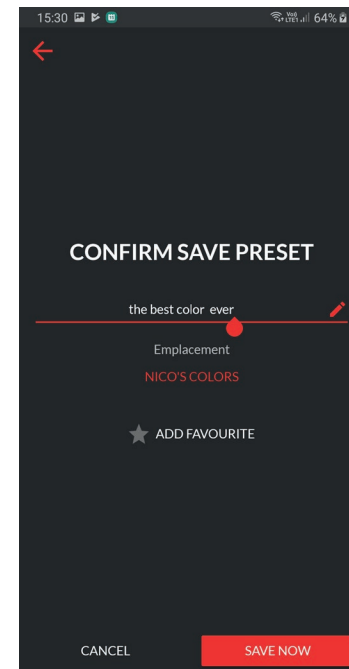 15:30 64%
CONFIRM SAVE PRESET
the best color ever
Emplacement
NICO'S COLORS
ADD FAVOURITE
CANCEL SAVE NOW